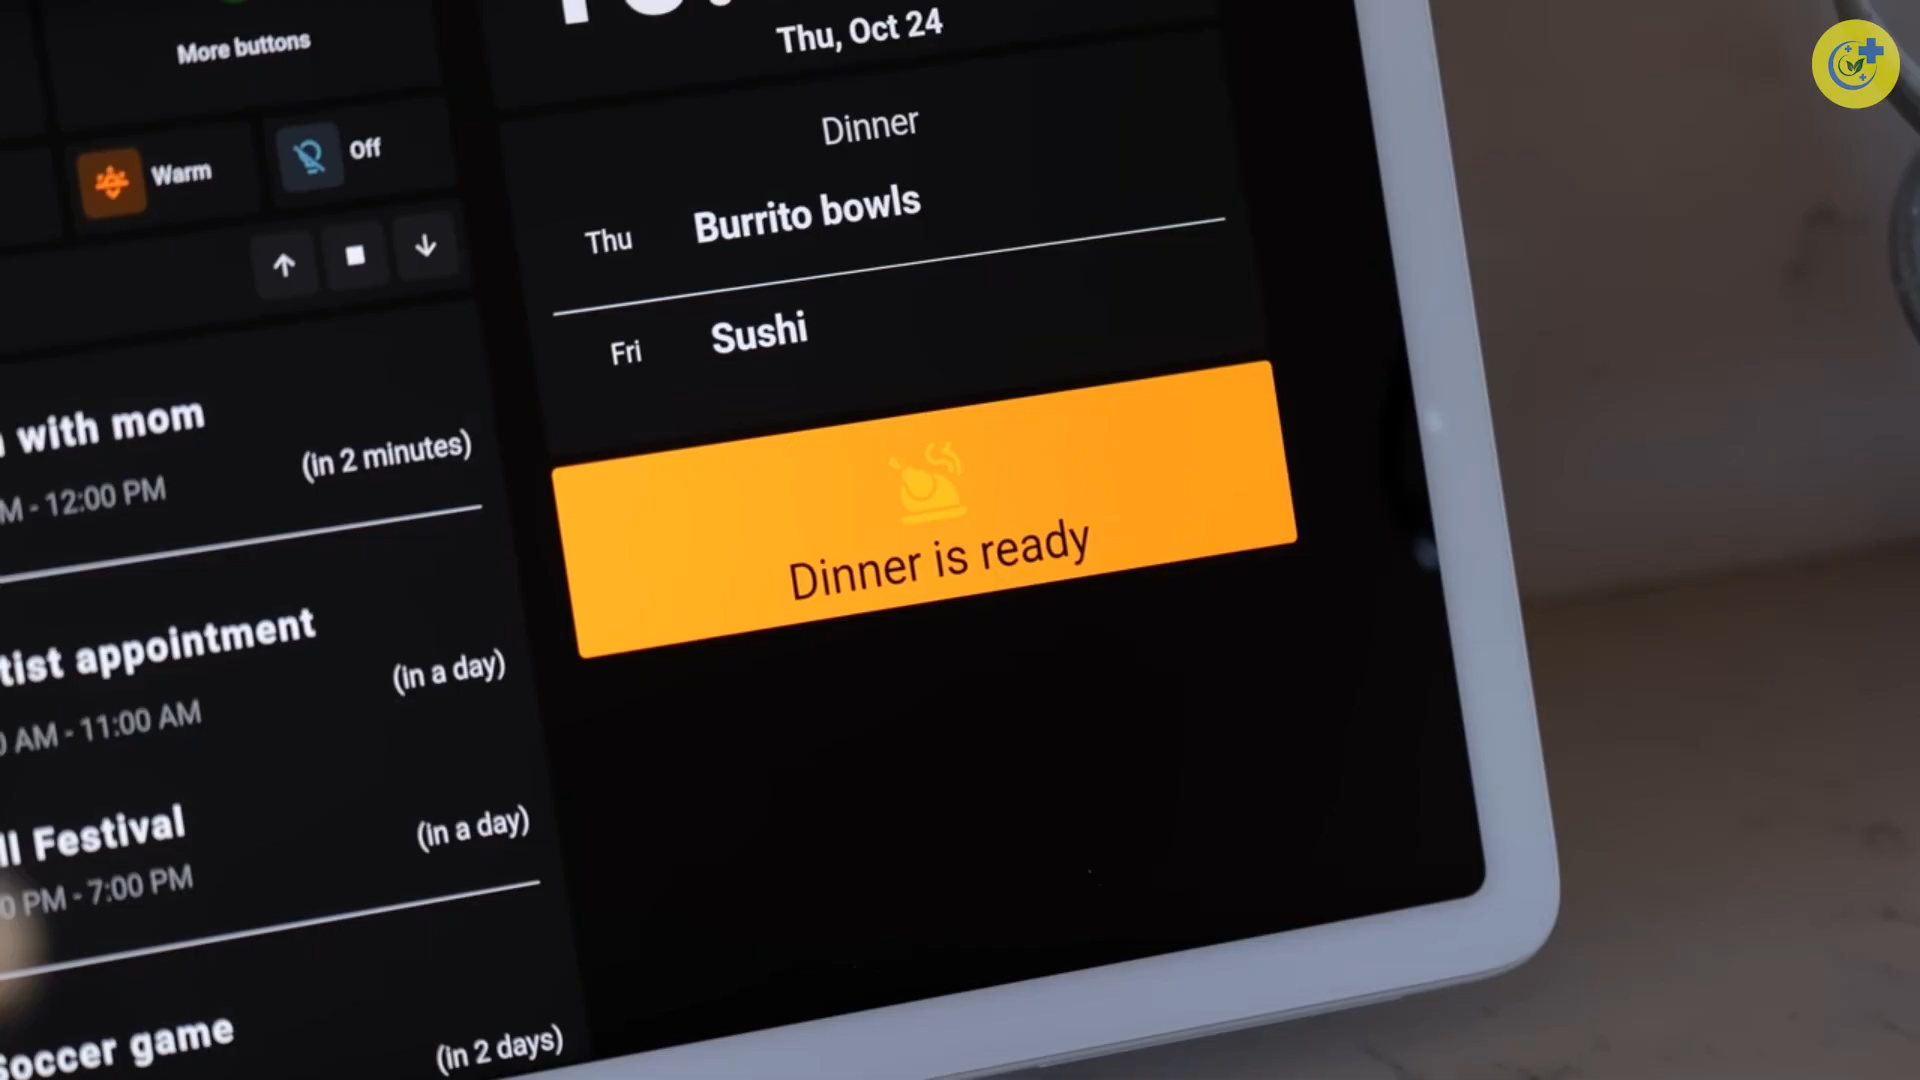 More buttons
Warm
Off
with mom
(in 2 minutes)
- 12:00 PM
appointment
(in a day)
AM - 11:00 AM
Festival
(in a day)
PM - 7:00 PM
Soccer game
(in 2 days)
Thu, Oct 24
Dinner
Thu Burrito bowls
Fri Sushi
Dinner is ready